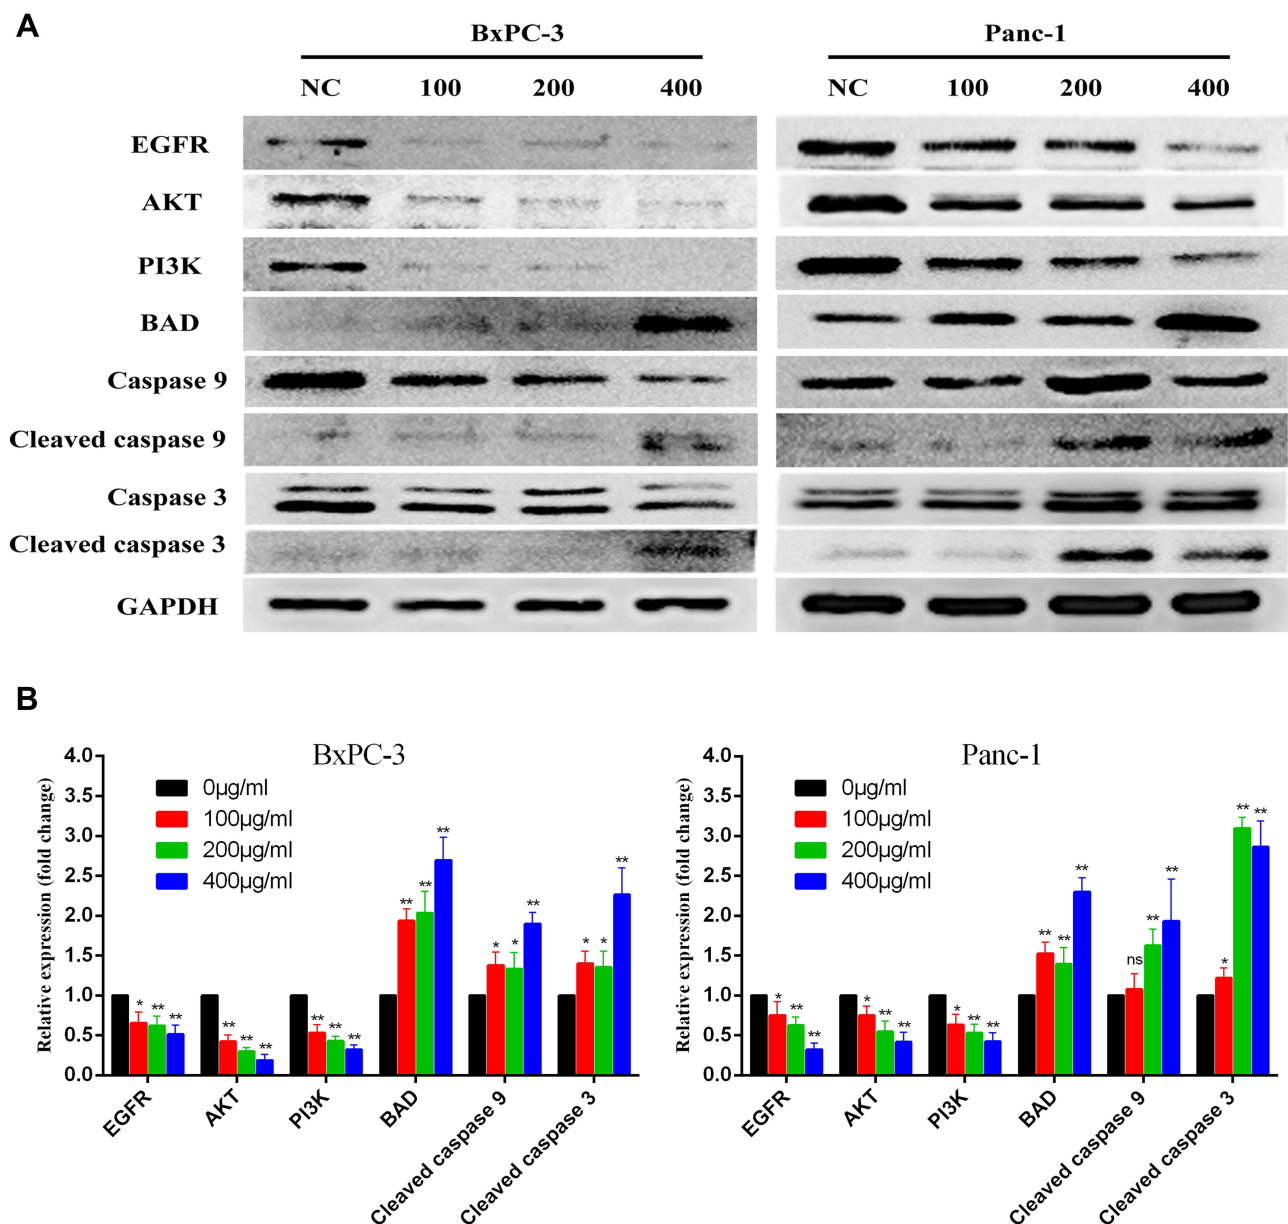 A
BxPC-3 Panc-1
NC 100 200 400 NC 100 200 400
EGFR
AKT
PI3K
BAD
Caspase 9
Cleaved caspase 9
Caspase 3
Cleaved caspase 3
GAPDH
B
BxPC-3
Relative expression (fold change)
4.0
3.5
3.0
2.5
2.0
1.5
1.0
0.5
0.0
0µg/ml
100µg/ml
200µg/ml
400µg/ml
* ** **
** ** **
** ** **
** ** **
* * **
* * **
EGFR AKT PI3K BAD Cleaved caspase 9 Cleaved caspase 3
Panc-1
Relative expression (fold change)
4.0
3.5
3.0
2.5
2.0
1.5
1.0
0.5
0.0
0µg/ml
100µg/ml
200µg/ml
400µg/ml
* ** **
* ** **
* ** **
** ** **
ns ** **
* ** **
EGFR AKT PI3K BAD Cleaved caspase 9 Cleaved caspase 3